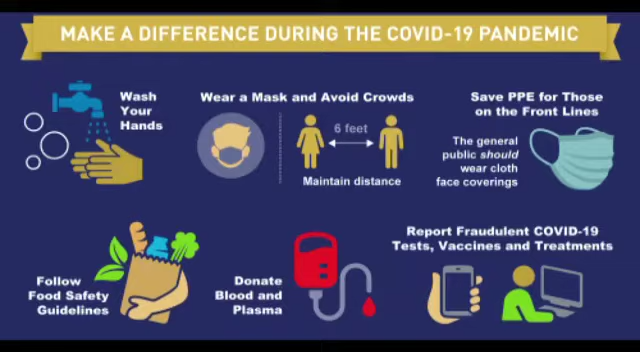 MAKE A DIFFERENCE DURING THE COVID-19 PANDEMIC
Wash
Your
Hands
Wear a Mask and Avoid Crowds
6 feet
Maintain distance
Save PPE for Those
on the Front Lines
The general
public should
wear cloth
face coverings
Follow
Food Safety
Guidelines
Donate
Blood and
Plasma
Report Fraudulent COVID-19
Tests, Vaccines and Treatments